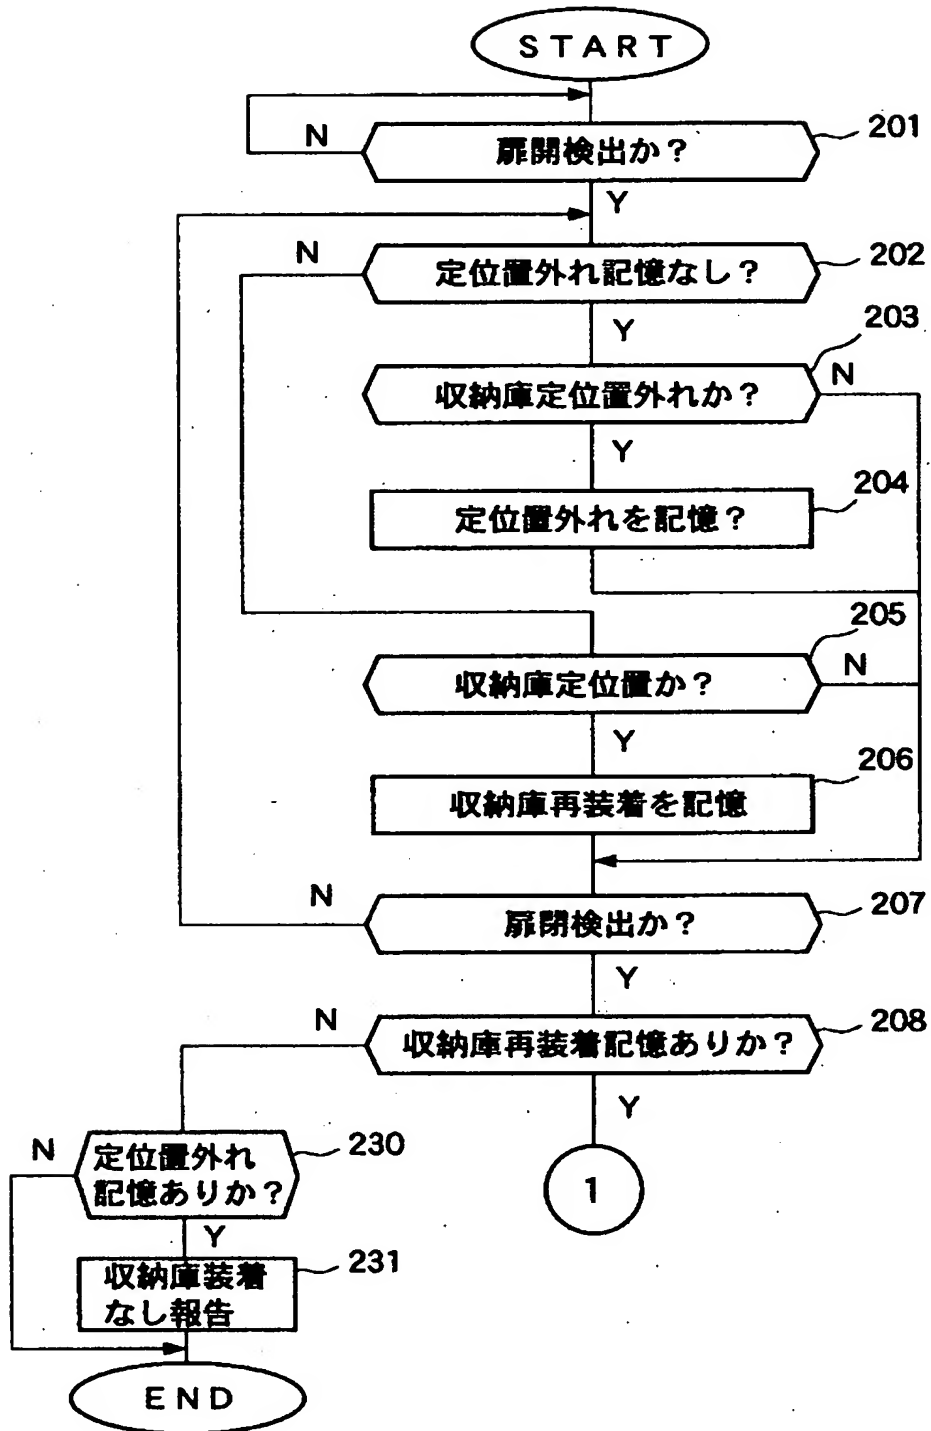 START
201
N
扉開検出か?
Y
N
202
定位置外れ記憶なし?
Y
203
N
収納庫定位置外れか?
Y
204
定位置外れを記憶?
205
N
収納庫定位置か?
Y
206
収納庫再装着を記憶
N
207
扉閉検出か?
Y
N
208
収納庫再装着記憶ありか?
Y
N
230
定位置外れ
記憶ありか?
1
Y
231
収納庫装着
なし報告
END